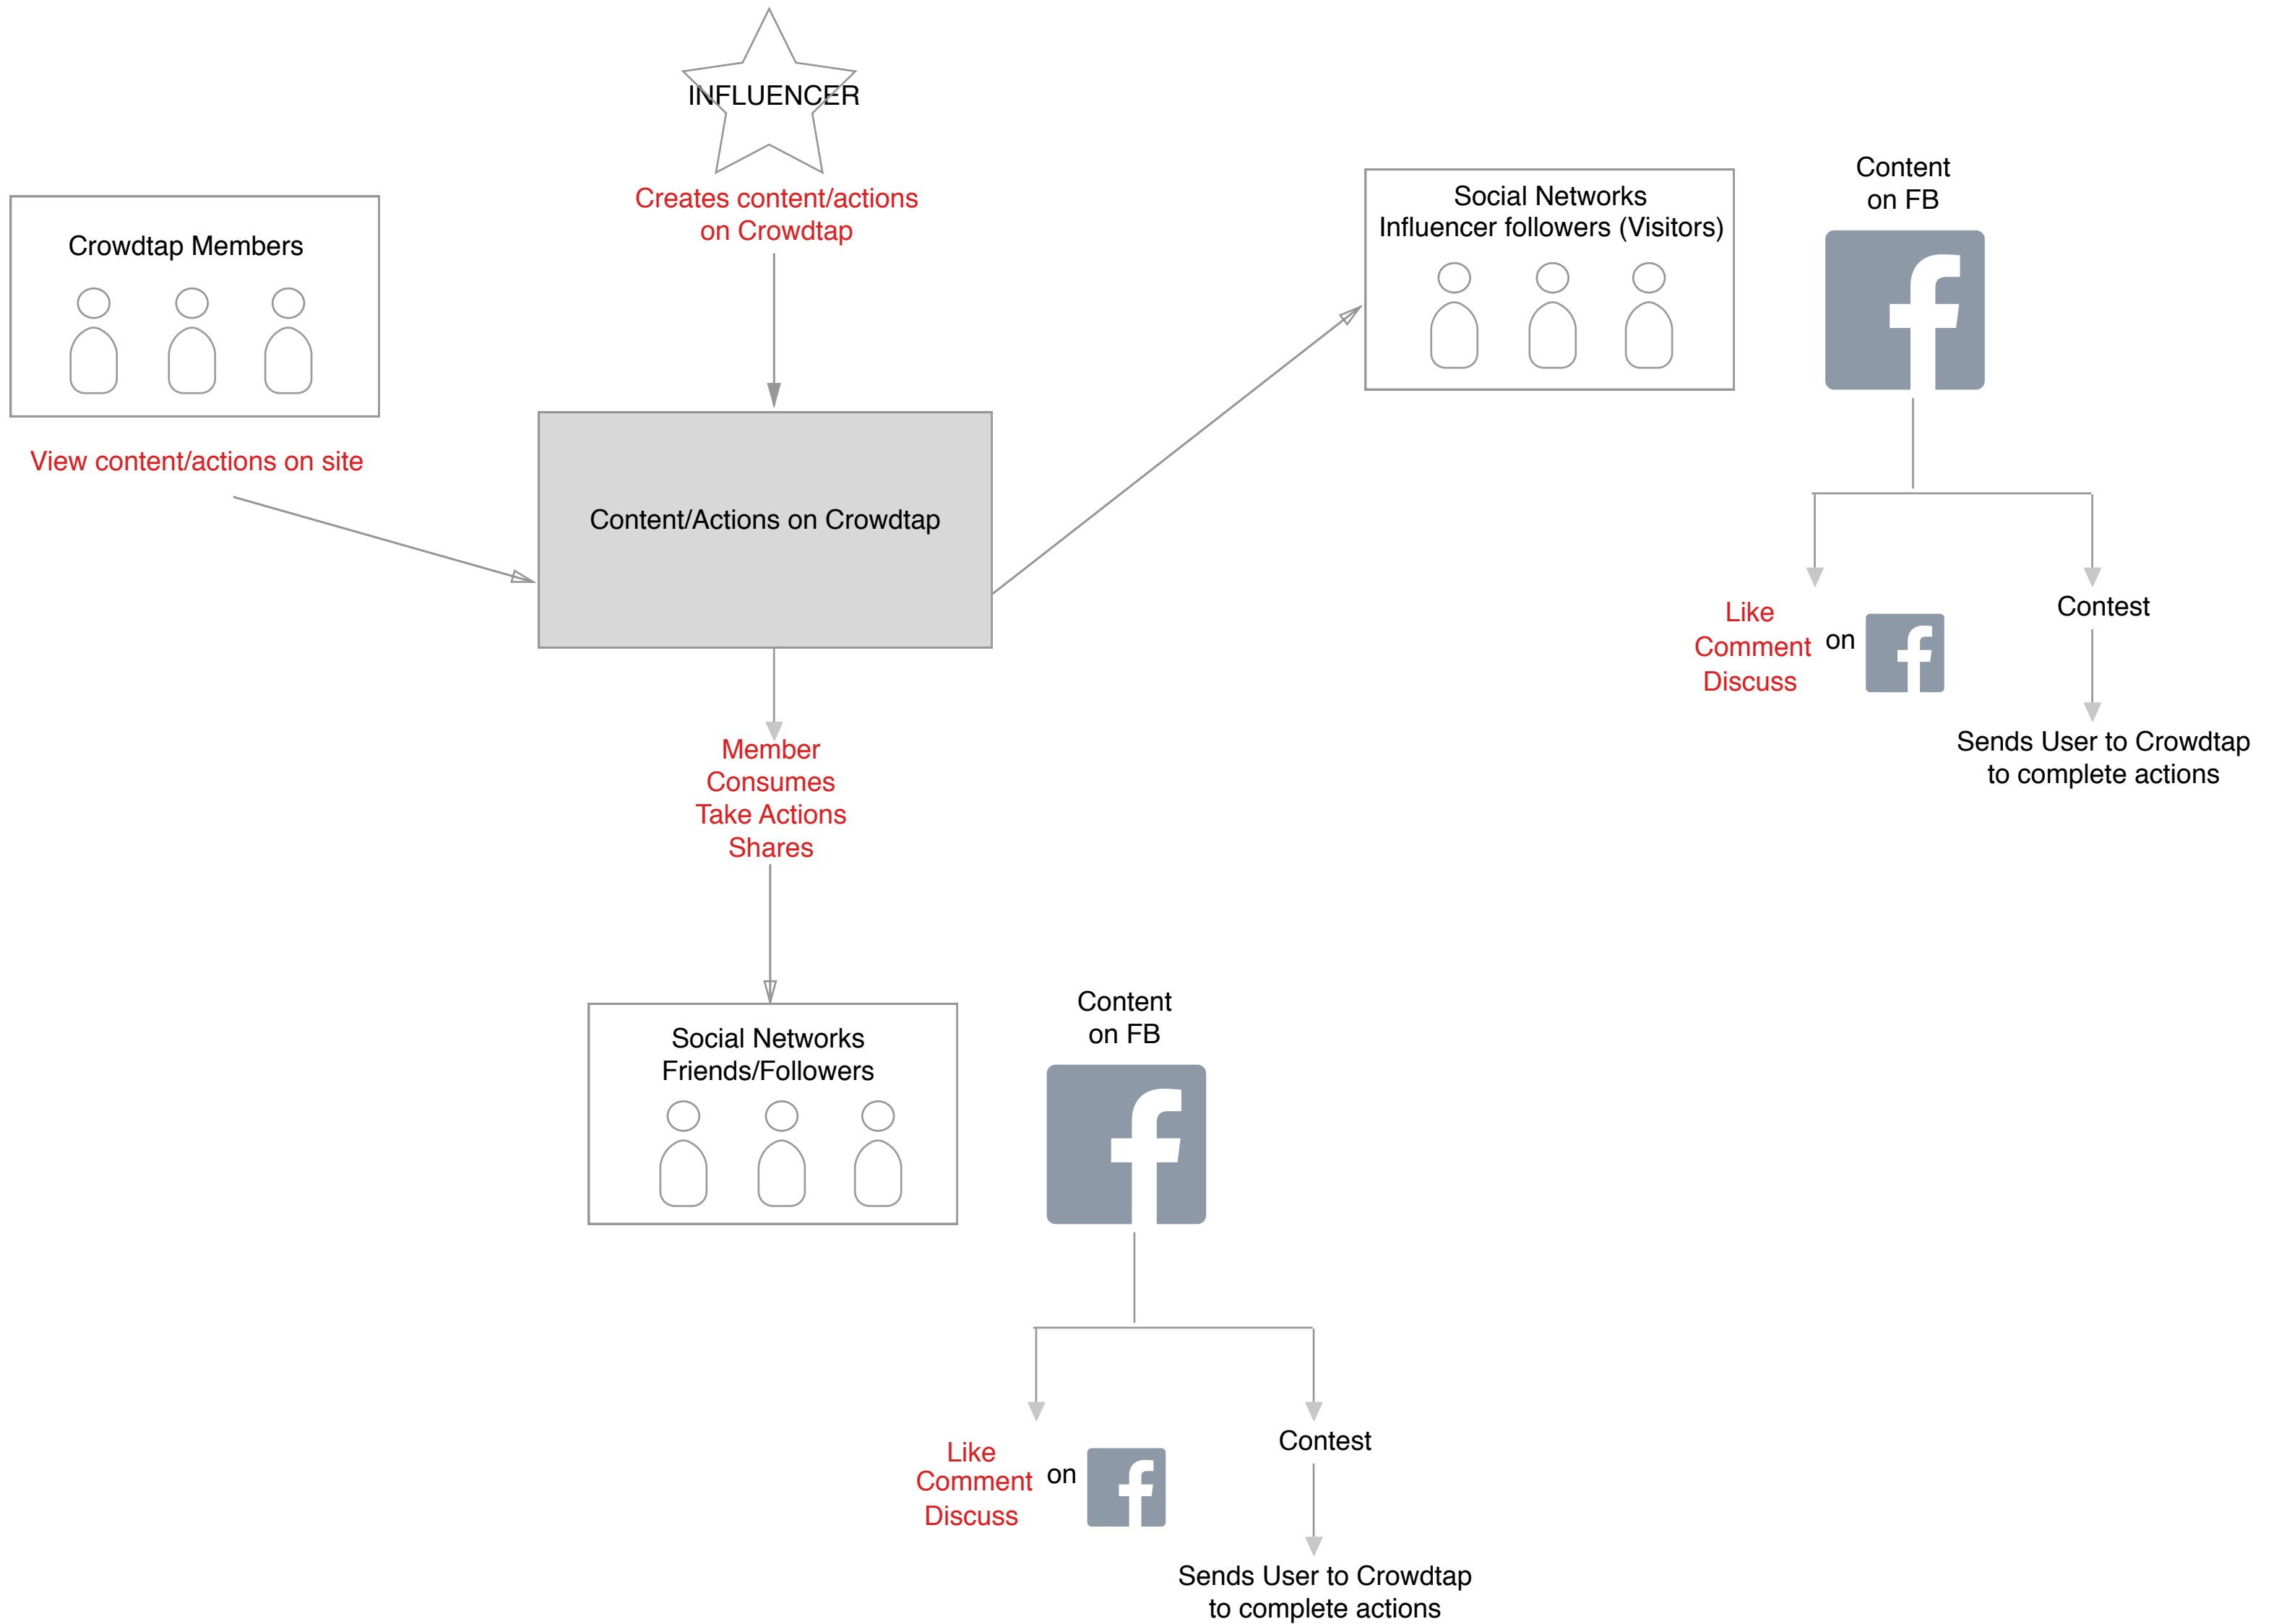 INFLUENCER
Creates content/actions
on Crowdtap
Crowdtap Members
View content/actions on site
Content/Actions on Crowdtap
Social Networks
Influencer followers (Visitors)
Content
on FB
Like
Comment
Discuss
on
Contest
Sends User to Crowdtap
to complete actions
Member
Consumes
Take Actions
Shares
Social Networks
Friends/Followers
Content
on FB
Like
Comment
Discuss
on
Contest
Sends User to Crowdtap
to complete actions